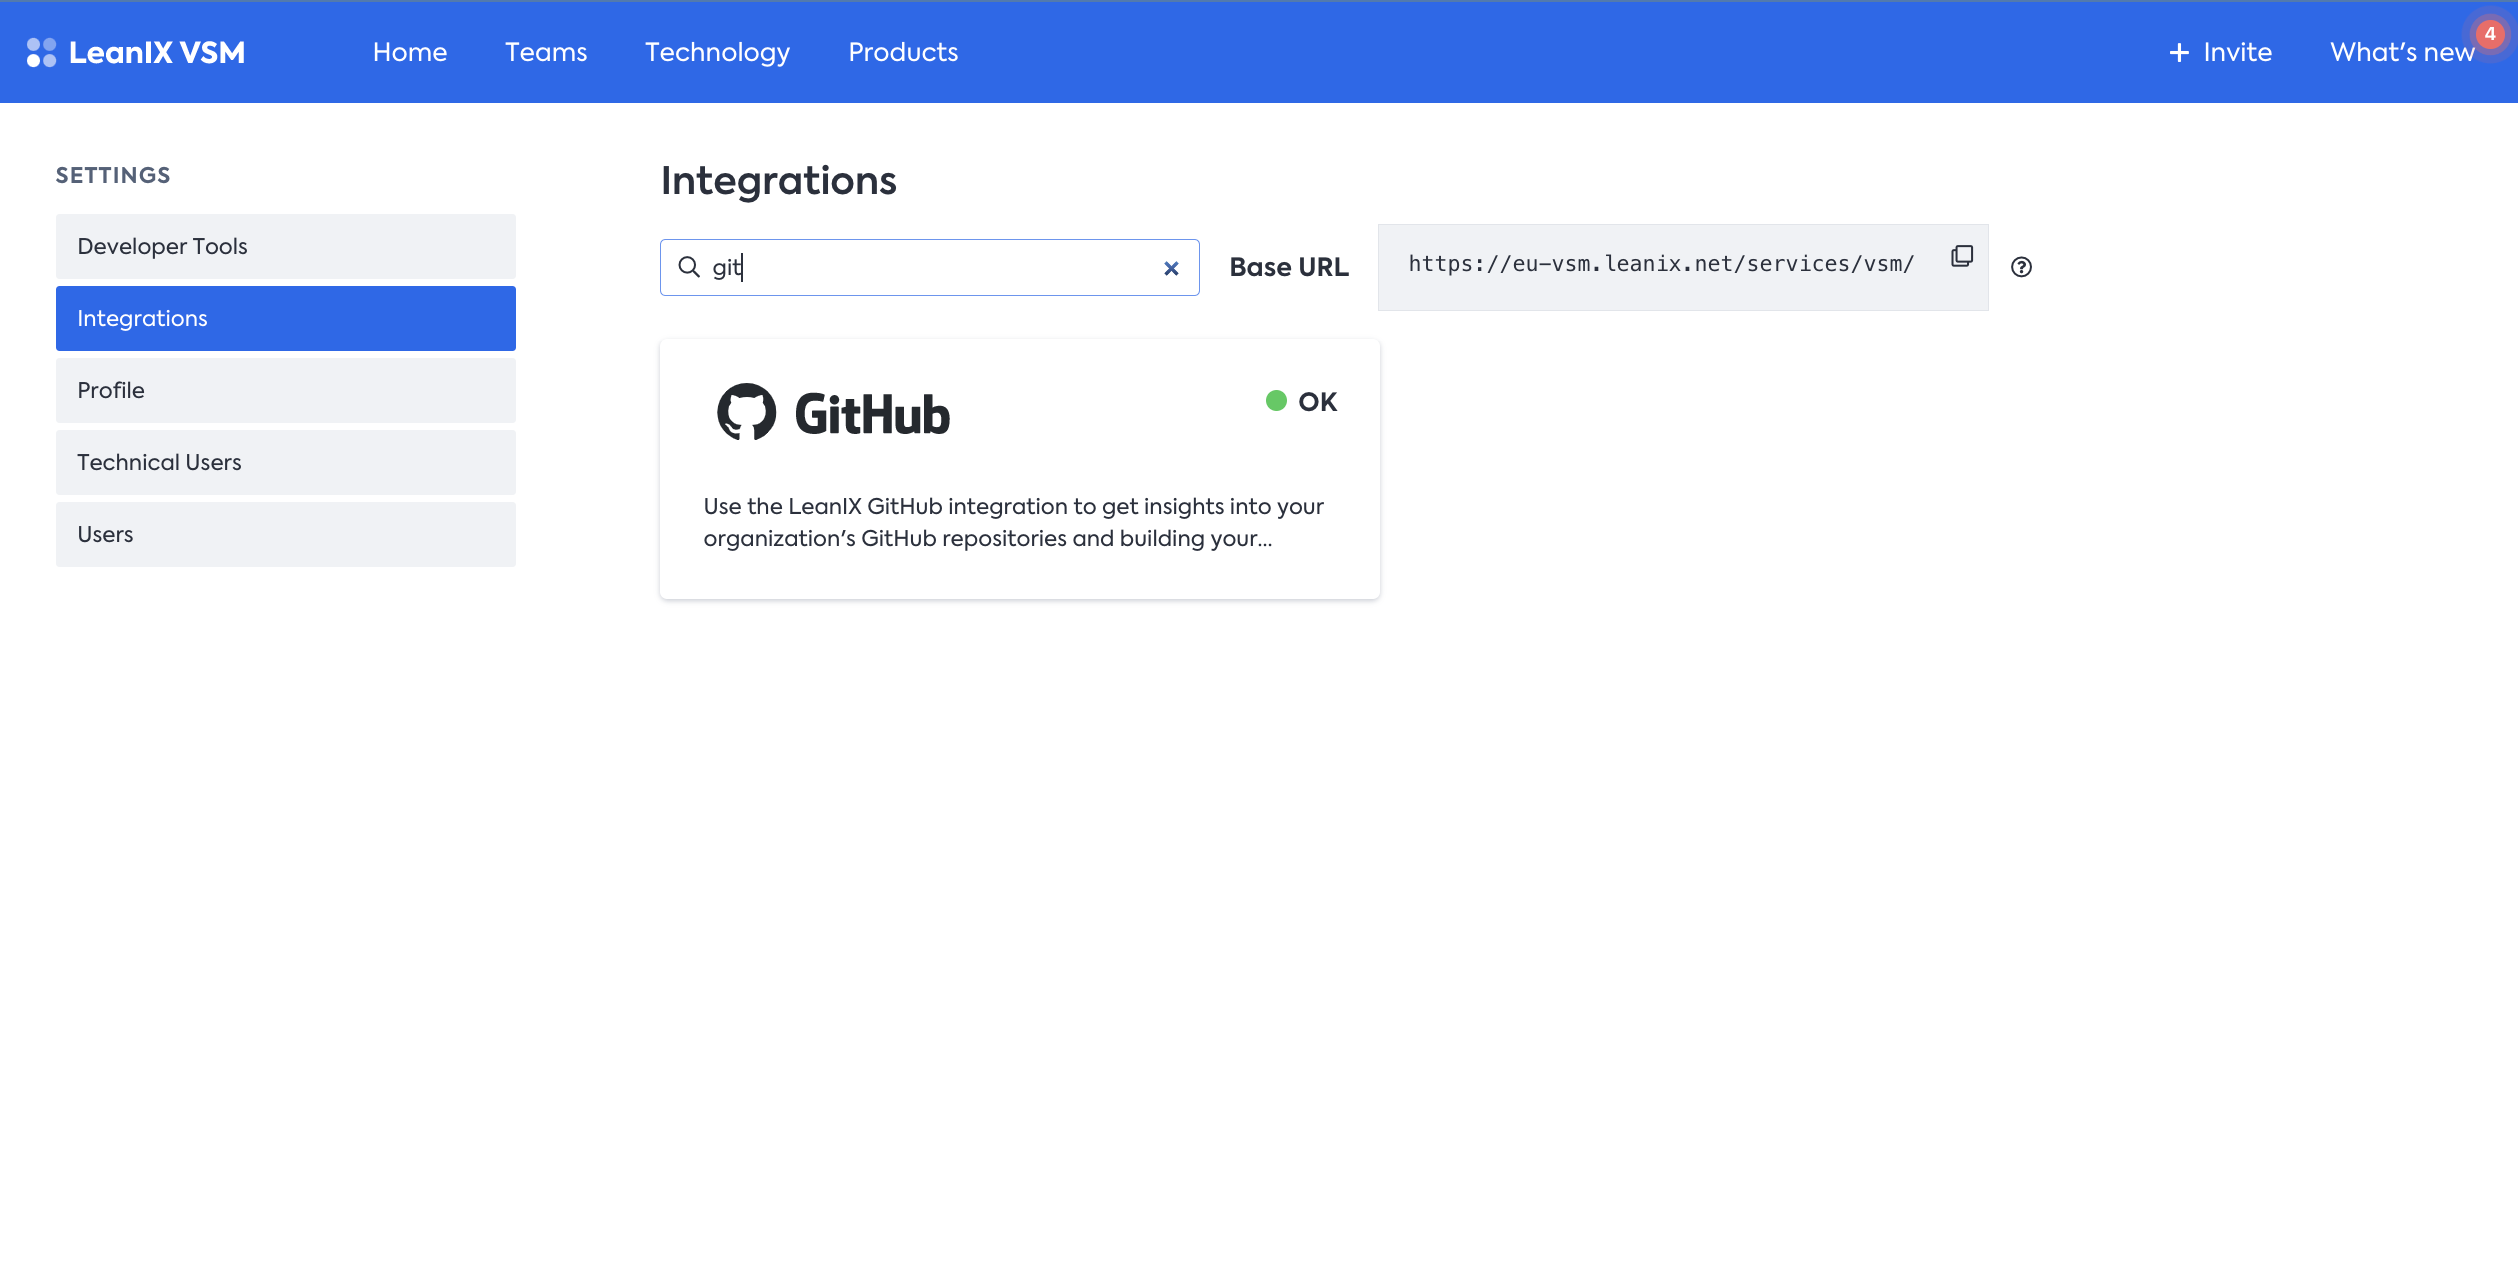 LeanIX VSM
Home
Teams
Technology
Products
+ Invite
What's new
4
SETTINGS
Developer Tools
Integrations
Profile
Technical Users
Users
Integrations
git
Base URL
https://eu-vsm.leanix.net/services/vsm/
GitHub
OK
Use the LeanIX GitHub integration to get insights into your
organization's GitHub repositories and building your...